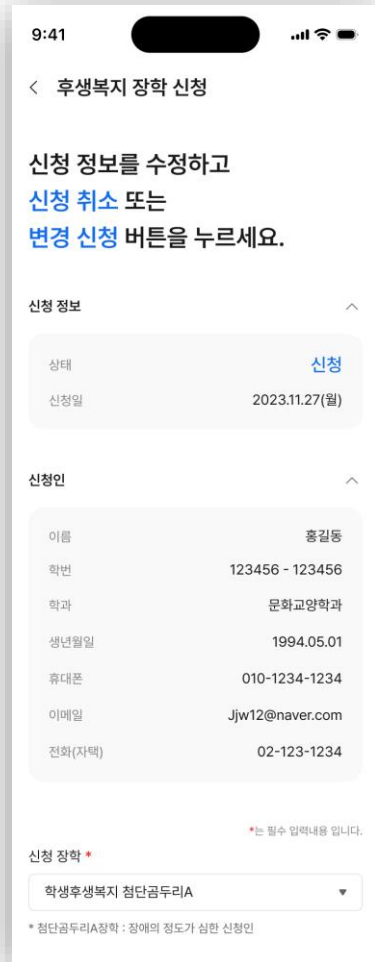 9:41
후생복지 장학 신청
신청 정보를 수정하고
신청 취소 또는
변경 신청 버튼을 누르세요.
신청 정보
상태 신청
신청일 2023.11.27(월)
신청인
이름 홍길동
학번 123456 - 123456
학과 문화교양학과
생년월일 1994.05.01
휴대폰 010-1234-1234
이메일 Jjw12@naver.com
전화(자택) 02-123-1234
*는 필수 입력내용 입니다.
신청 장학 *
학생후생복지 첨단곰두리A
* 첨단곰두리A장학 : 장애의 정도가 심한 신청인